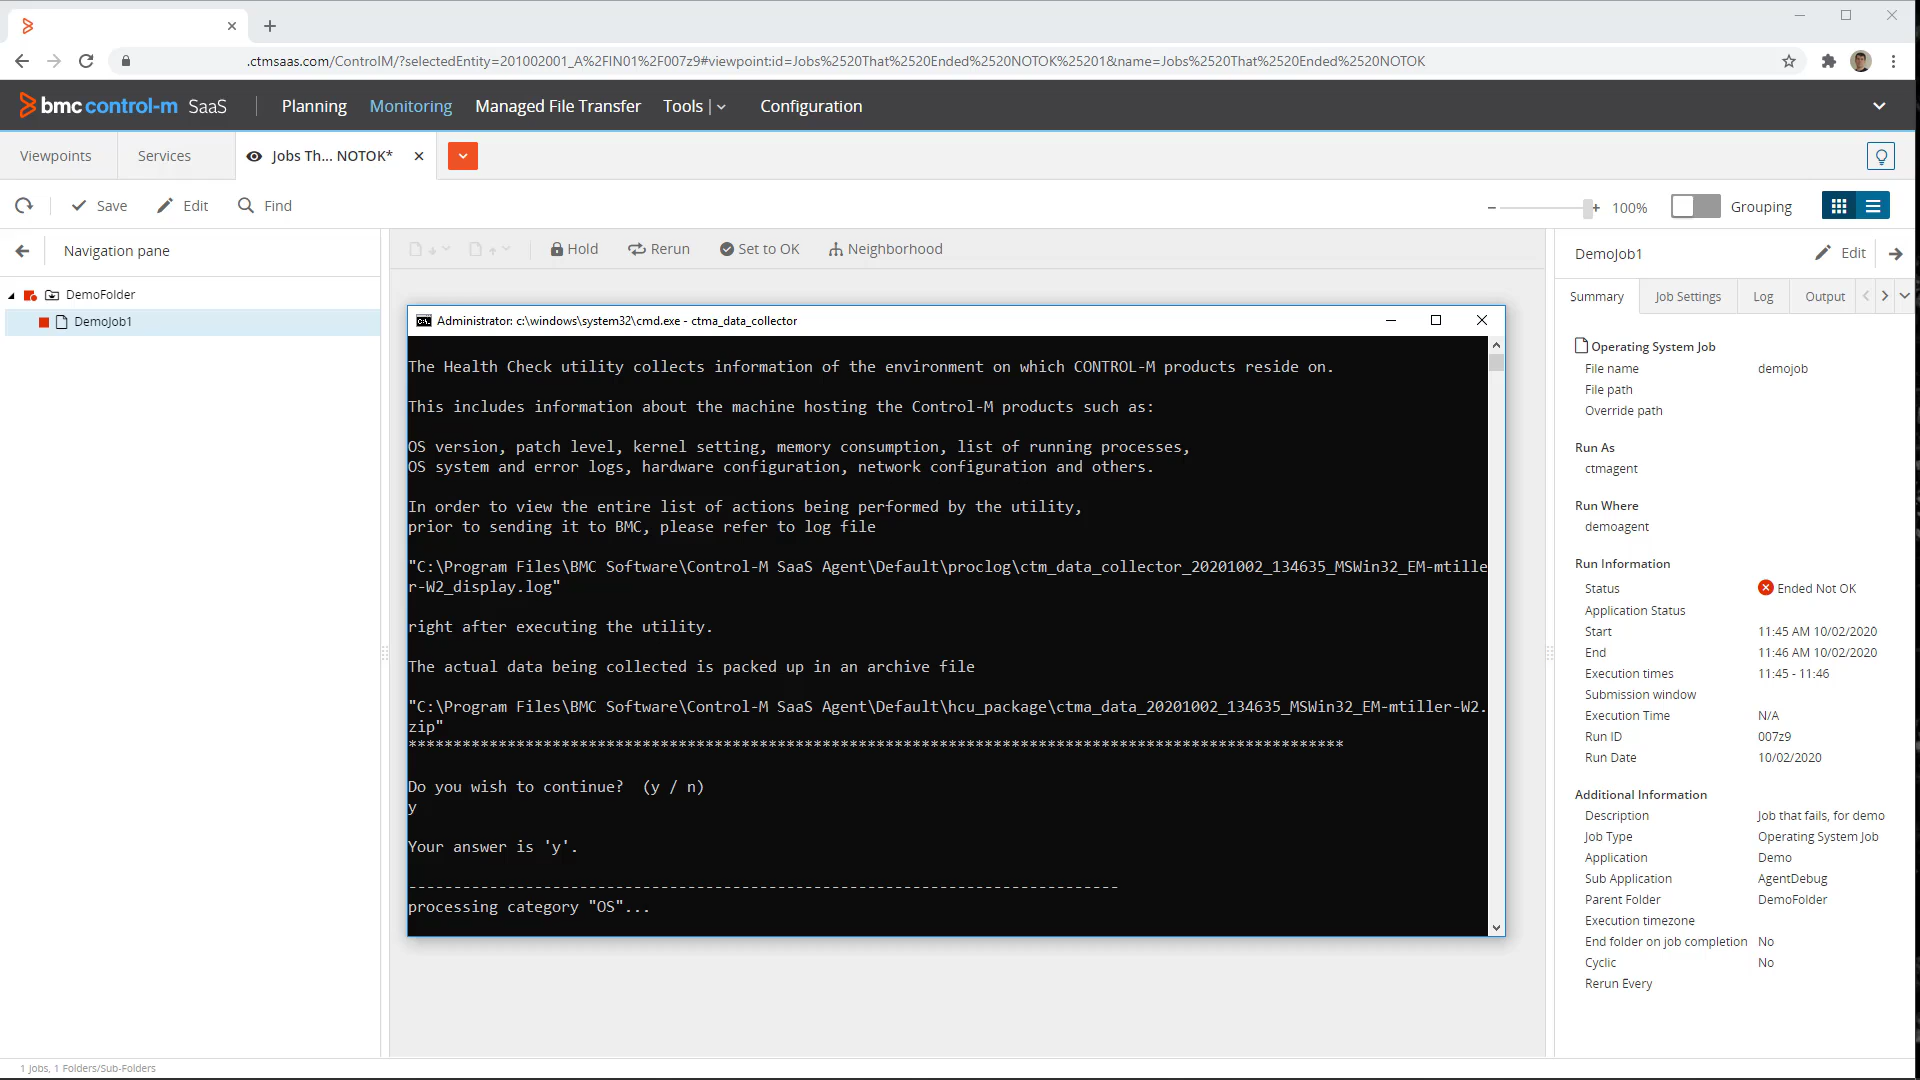 .ctmsaas.com/ControlM/?selectedEntity=201002001_A%2FIN01%2F007z9#viewpoint:id=Jobs%2520That%2520Ended%2520NOTOK%25201&name=Jobs%2520That%2520Ended%2520NOTOK
bmc control-m SaaS Planning Monitoring Managed File Transfer Tools Configuration
Viewpoints Services Jobs Th... NOTOK*
Save Edit Find 100% Grouping
Navigation pane
DemoFolder
DemoJob1
Hold Rerun Set to OK Neighborhood
Administrator: c:\windows\system32\cmd.exe - ctma_data_collector
The Health Check utility collects information of the environment on which CONTROL-M products reside on.
This includes information about the machine hosting the Control-M products such as:
OS version, patch level, kernel setting, memory consumption, list of running processes,
OS system and error logs, hardware configuration, network configuration and others.
In order to view the entire list of actions being performed by the utility,
prior to sending it to BMC, please refer to log file
"C:\Program Files\BMC Software\Control-M SaaS Agent\Default\proclog\ctm_data_collector_20201002_134635_MSWin32_EM-mtille
r-W2_display.log"
right after executing the utility.
The actual data being collected is packed up in an archive file
"C:\Program Files\BMC Software\Control-M SaaS Agent\Default\hcu_package\ctma_data_20201002_134635_MSWin32_EM-mtiller-W2.
zip"
********************************************************************************************************
Do you wish to continue?  (y / n)
y
Your answer is 'y'.
-------------------------------------------------------------------------------
processing category "OS"...
DemoJob1 Edit
Summary Job Settings Log Output
Operating System Job
File name demojob
File path
Override path
Run As
ctmagent
Run Where
demoagent
Run Information
Status Ended Not OK
Application Status
Start 11:45 AM 10/02/2020
End 11:46 AM 10/02/2020
Execution times 11:45 - 11:46
Submission window
Execution Time N/A
Run ID 007z9
Run Date 10/02/2020
Additional Information
Description Job that fails, for demo
Job Type Operating System Job
Application Demo
Sub Application AgentDebug
Parent Folder DemoFolder
Execution timezone
End folder on job completion No
Cyclic No
Rerun Every
1 Jobs, 1 Folders/Sub-Folders